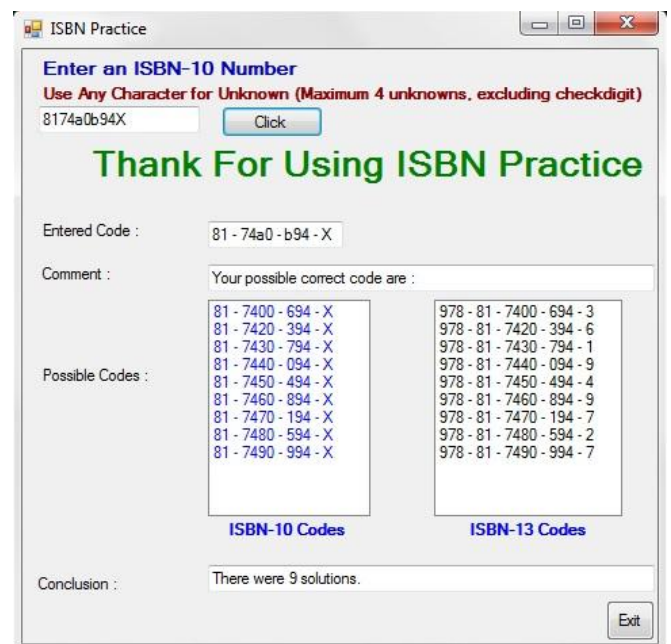 ISBN Practice
Enter an ISBN-10 Number
Use Any Character for Unknown (Maximum 4 unknowns, excluding checkdigit)
8174a0b94X
Click
Thank For Using ISBN Practice
Entered Code :
81 - 74a0 - b94 - X
Comment :
Your possible correct code are :
Possible Codes :
81 - 7400 - 694 - X
81 - 7420 - 394 - X
81 - 7430 - 794 - X
81 - 7440 - 094 - X
81 - 7450 - 494 - X
81 - 7460 - 894 - X
81 - 7470 - 194 - X
81 - 7480 - 594 - X
81 - 7490 - 994 - X
978 - 81 - 7400 - 694 - 3
978 - 81 - 7420 - 394 - 6
978 - 81 - 7430 - 794 - 1
978 - 81 - 7440 - 094 - 9
978 - 81 - 7450 - 494 - 4
978 - 81 - 7460 - 894 - 9
978 - 81 - 7470 - 194 - 7
978 - 81 - 7480 - 594 - 2
978 - 81 - 7490 - 994 - 7
ISBN-10 Codes
ISBN-13 Codes
Conclusion :
There were 9 solutions.
Exit